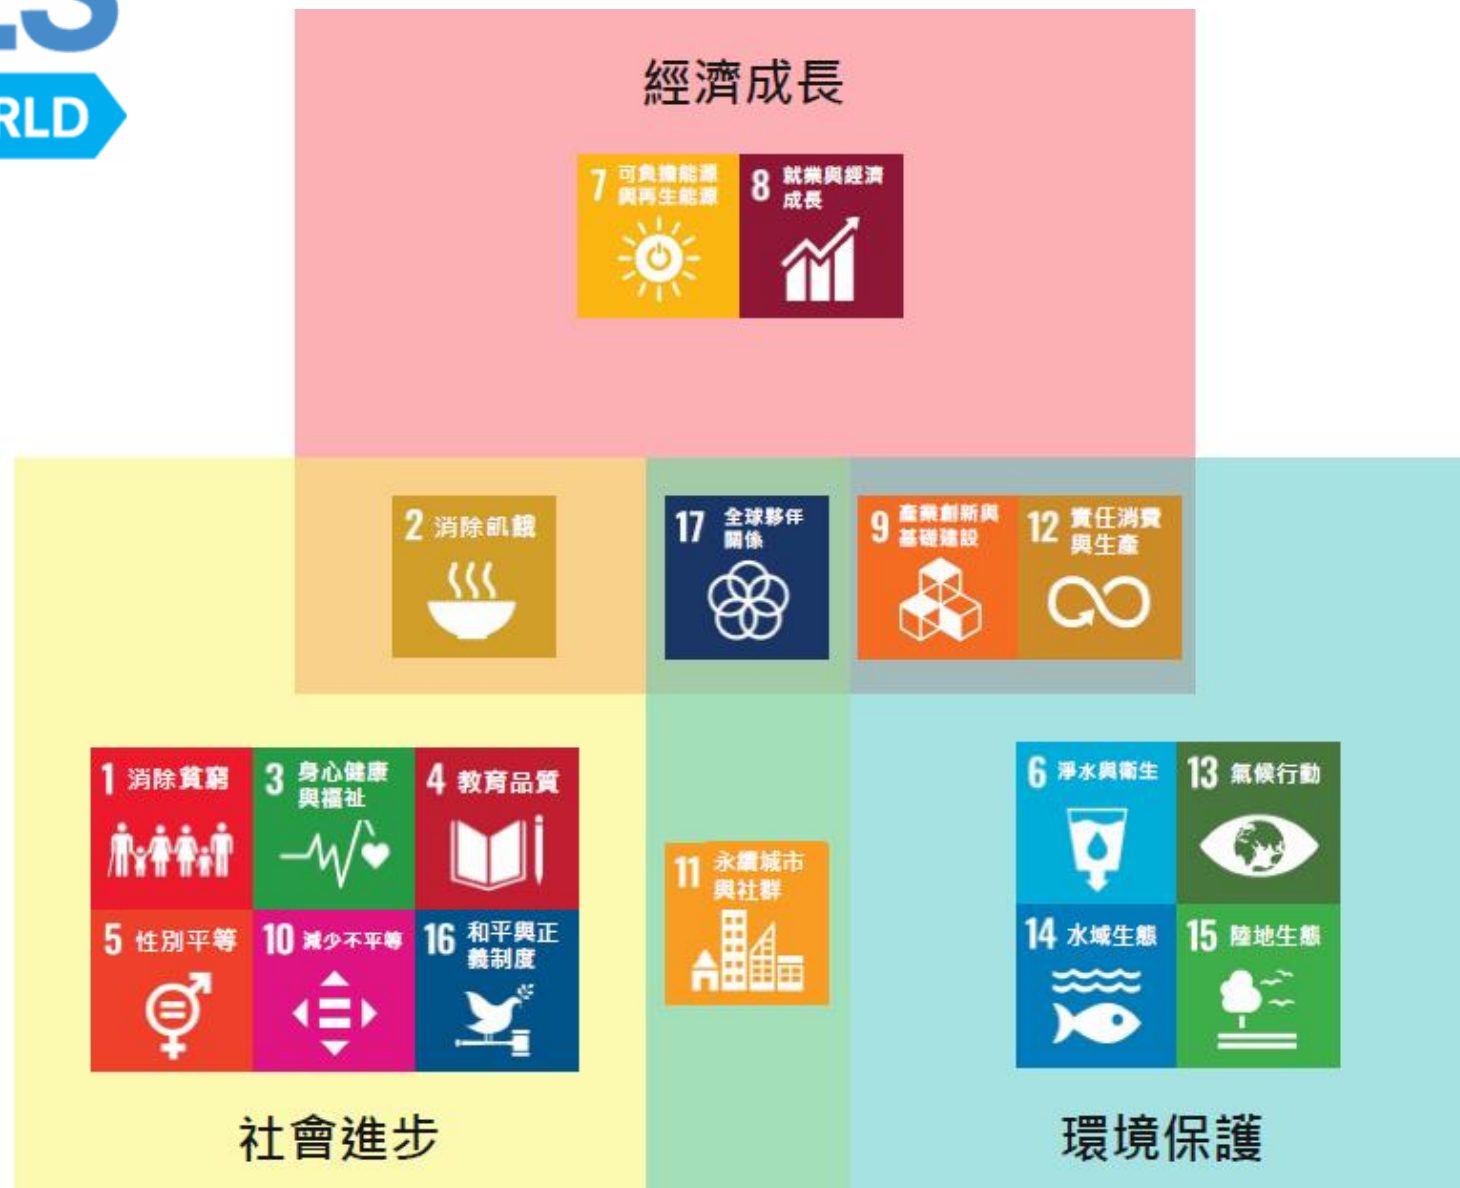 RLD
經濟成長
7 可負擔能源
與再生能源
8 就業與經濟
成長
2 消除飢餓
17 全球夥伴
關係
9 產業創新與
基礎建設
12 責任消費
與生產
1 消除貧窮
3 身心健康
與福祉
4 教育品質
5 性別平等
10 減少不平等
16 和平與正
義制度
11 永續城市
與社群
6 淨水與衛生
13 氣候行動
14 水域生態
15 陸地生態
社會進步
環境保護